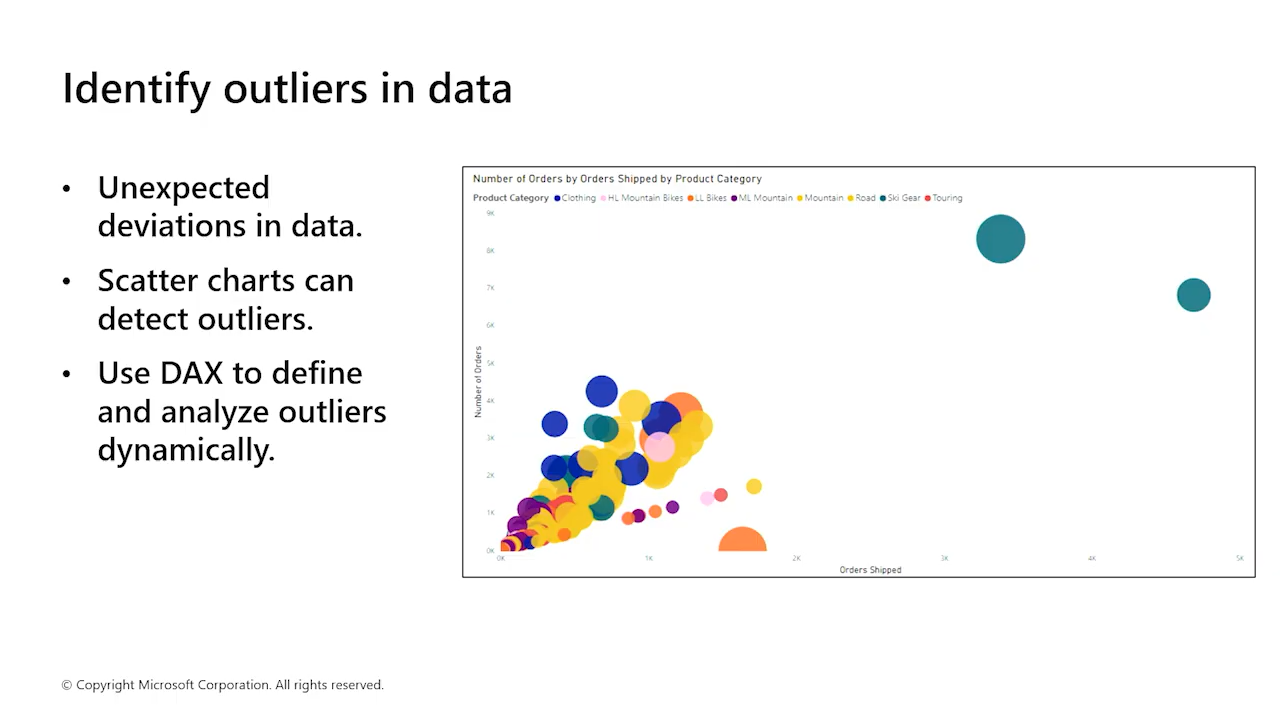 Identify outliers in data
• Unexpected
deviations in data.
• Scatter charts can
detect outliers.
• Use DAX to define
and analyze outliers
dynamically.
Number of Orders by Orders Shipped by Product Category
Product Category Clothing HL Mountain Bikes LL Bikes ML Mountain Mountain Road Ski Gear Touring
9K
8K
7K
6K
5K
4K
3K
2K
1K
0K
Number of Orders
0K 1K 2K 3K 4K 5K
Orders Shipped
© Copyright Microsoft Corporation. All rights reserved.